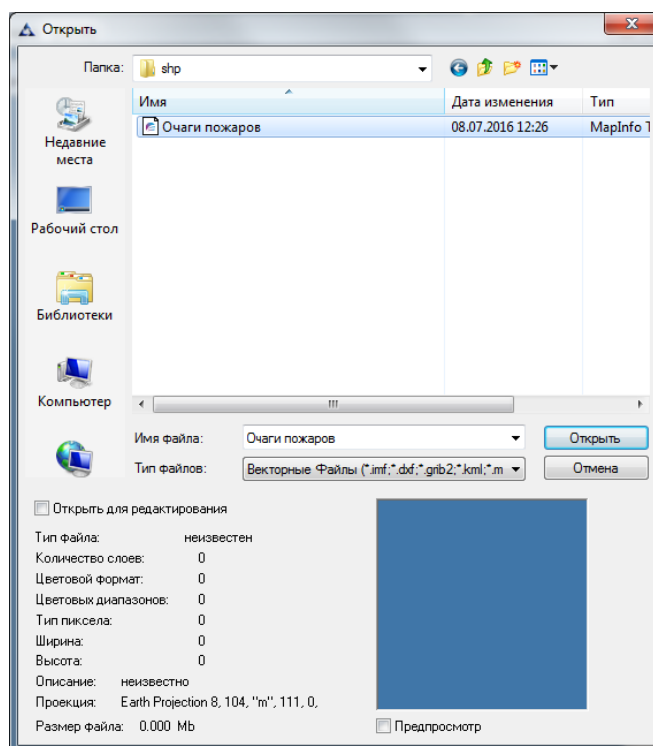 Открыть
Папка: shp
Имя Дата изменения Тип
Очаги пожаров 08.07.2016 12:26 MapInfo T
Недавние
места
Рабочий стол
Библиотеки
Компьютер
Имя файла: Очаги пожаров Открыть
Тип файлов: Векторные Файлы (*.imf;*.dxf;*.grib2;*.kml;*.m Отмена
Открыть для редактирования
Тип файла: неизвестен
Количество слоев: 0
Цветовой формат: 0
Цветовых диапазонов: 0
Тип пиксела: 0
Ширина: 0
Высота: 0
Описание: неизвестно
Проекция: Earth Projection 8, 104, "m", 111, 0,
Размер файла: 0.000 Mb Предпросмотр